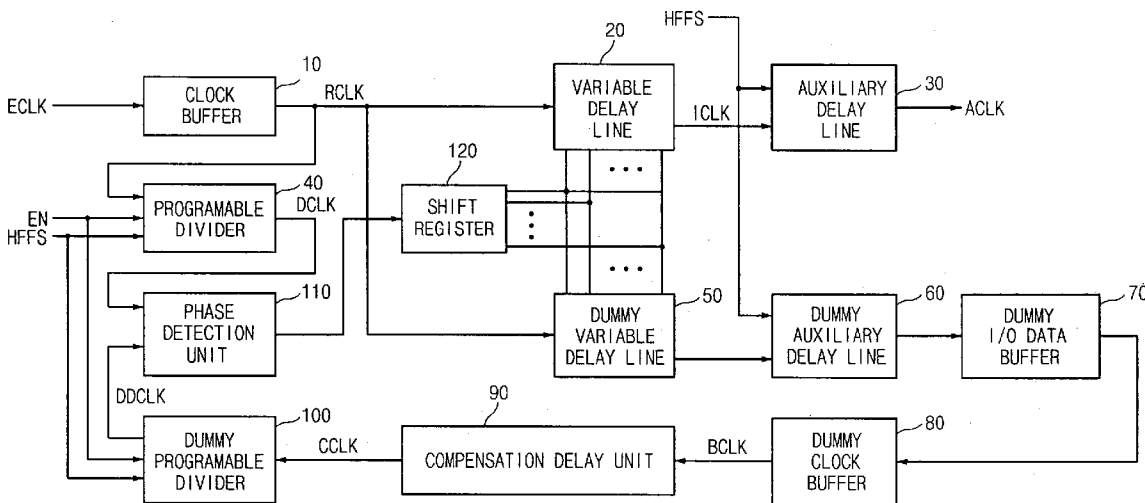 HFFS
10
20
30
ECLK
CLOCK
BUFFER
RCLK
VARIABLE
DELAY
LINE
ICLK
AUXILIARY
DELAY
LINE
ACLK
120
40
EN
HFFS
PROGRAMABLE
DIVIDER
DCLK
SHIFT
REGISTER
110
50
60
70
PHASE
DETECTION
UNIT
DUMMY
VARIABLE
DELAY LINE
DUMMY
AUXILIARY
DELAY LINE
DUMMY
I/O DATA
BUFFER
DDCLK
100
90
80
DUMMY
PROGRAMABLE
DIVIDER
CCLK
COMPENSATION DELAY UNIT
BCLK
DUMMY
CLOCK
BUFFER